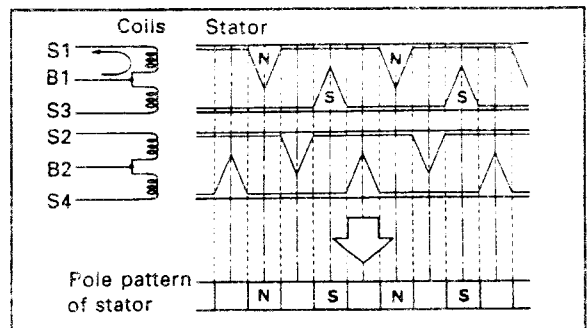 Coils Stator
S1
B1
S3
S2
B2
S4
N N
S S
Pole pattern
of stator
N S N S